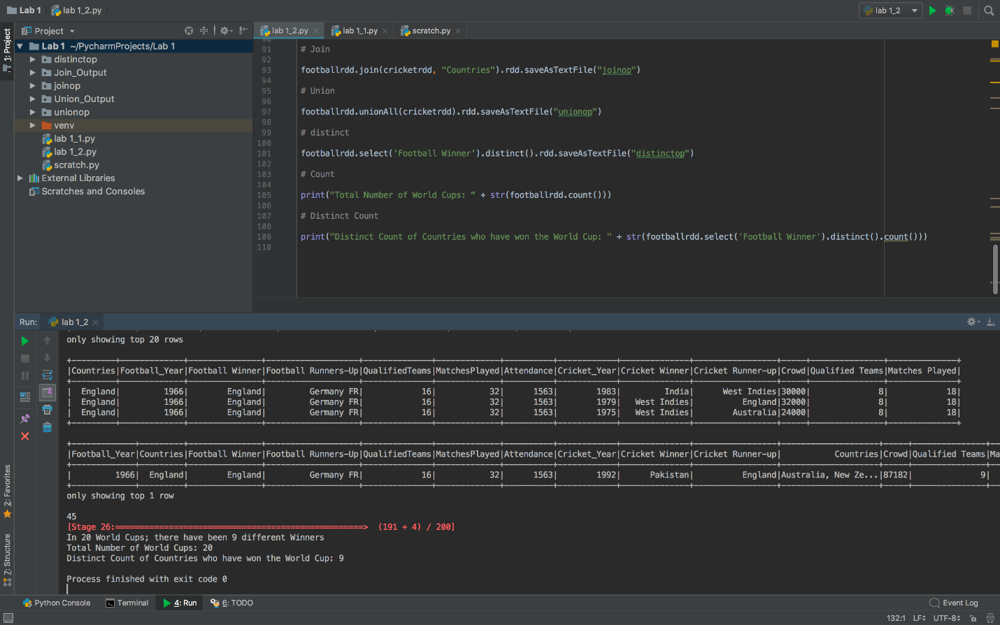 Lab 1 lab 1_2.py
lab 1_2
1: Project
Project
Lab 1 ~/PycharmProjects/Lab 1
distinctop
Join_Output
joinop
Union_Output
unionop
venv
lab 1_1.py
lab 1_2.py
scratch.py
External Libraries
Scratches and Consoles
lab 1_2.py lab 1_1.py scratch.py
90
91 # Join
92
93 footballrdd.join(cricketrdd, "Countries").rdd.saveAsTextFile("joinop")
94
95 # Union
96
97 footballrdd.unionAll(cricketrdd).rdd.saveAsTextFile("unionop")
98
99 # distinct
100
101 footballrdd.select('Football Winner').distinct().rdd.saveAsTextFile("distinctop")
102
103 # Count
104
105 print("Total Number of World Cups: " + str(footballrdd.count()))
106
107 # Distinct Count
108
109 print("Distinct Count of Countries who have won the World Cup: " + str(footballrdd.select('Football Winner').distinct().count()))
110
Run: lab 1_2
only showing top 20 rows
|Countries|Football_Year|Football Winner|Football Runners-Up|QualifiedTeams|MatchesPlayed|Attendance|Cricket_Year|Cricket Winner|Cricket Runner-up|Crowd|Qualified Teams|Matches Played|
| England| 1966| England| Germany FR| 16| 32| 1563| 1983| India| West Indies|30000| 8| 18|
| England| 1966| England| Germany FR| 16| 32| 1563| 1979| West Indies| England|32000| 8| 18|
| England| 1966| England| Germany FR| 16| 32| 1563| 1975| West Indies| Australia|24000| 8| 18|
|Football_Year|Countries|Football Winner|Football Runners-Up|QualifiedTeams|MatchesPlayed|Attendance|Cricket_Year|Cricket Winner|Cricket Runner-up| Countries|Crowd|Qualified Teams|Ma
| 1966| England| England| Germany FR| 16| 32| 1563| 1992| Pakistan| England|Australia, New Ze...|87182| 9|
only showing top 1 row
45
[Stage 26:===================================================> (191 + 4) / 200]
In 20 World Cups; there have been 9 different Winners
Total Number of World Cups: 20
Distinct Count of Countries who have won the World Cup: 9
Process finished with exit code 0
2: Favorites
Z: Structure
Python Console Terminal 4: Run 6: TODO Event Log
132:1 LF UTF-8